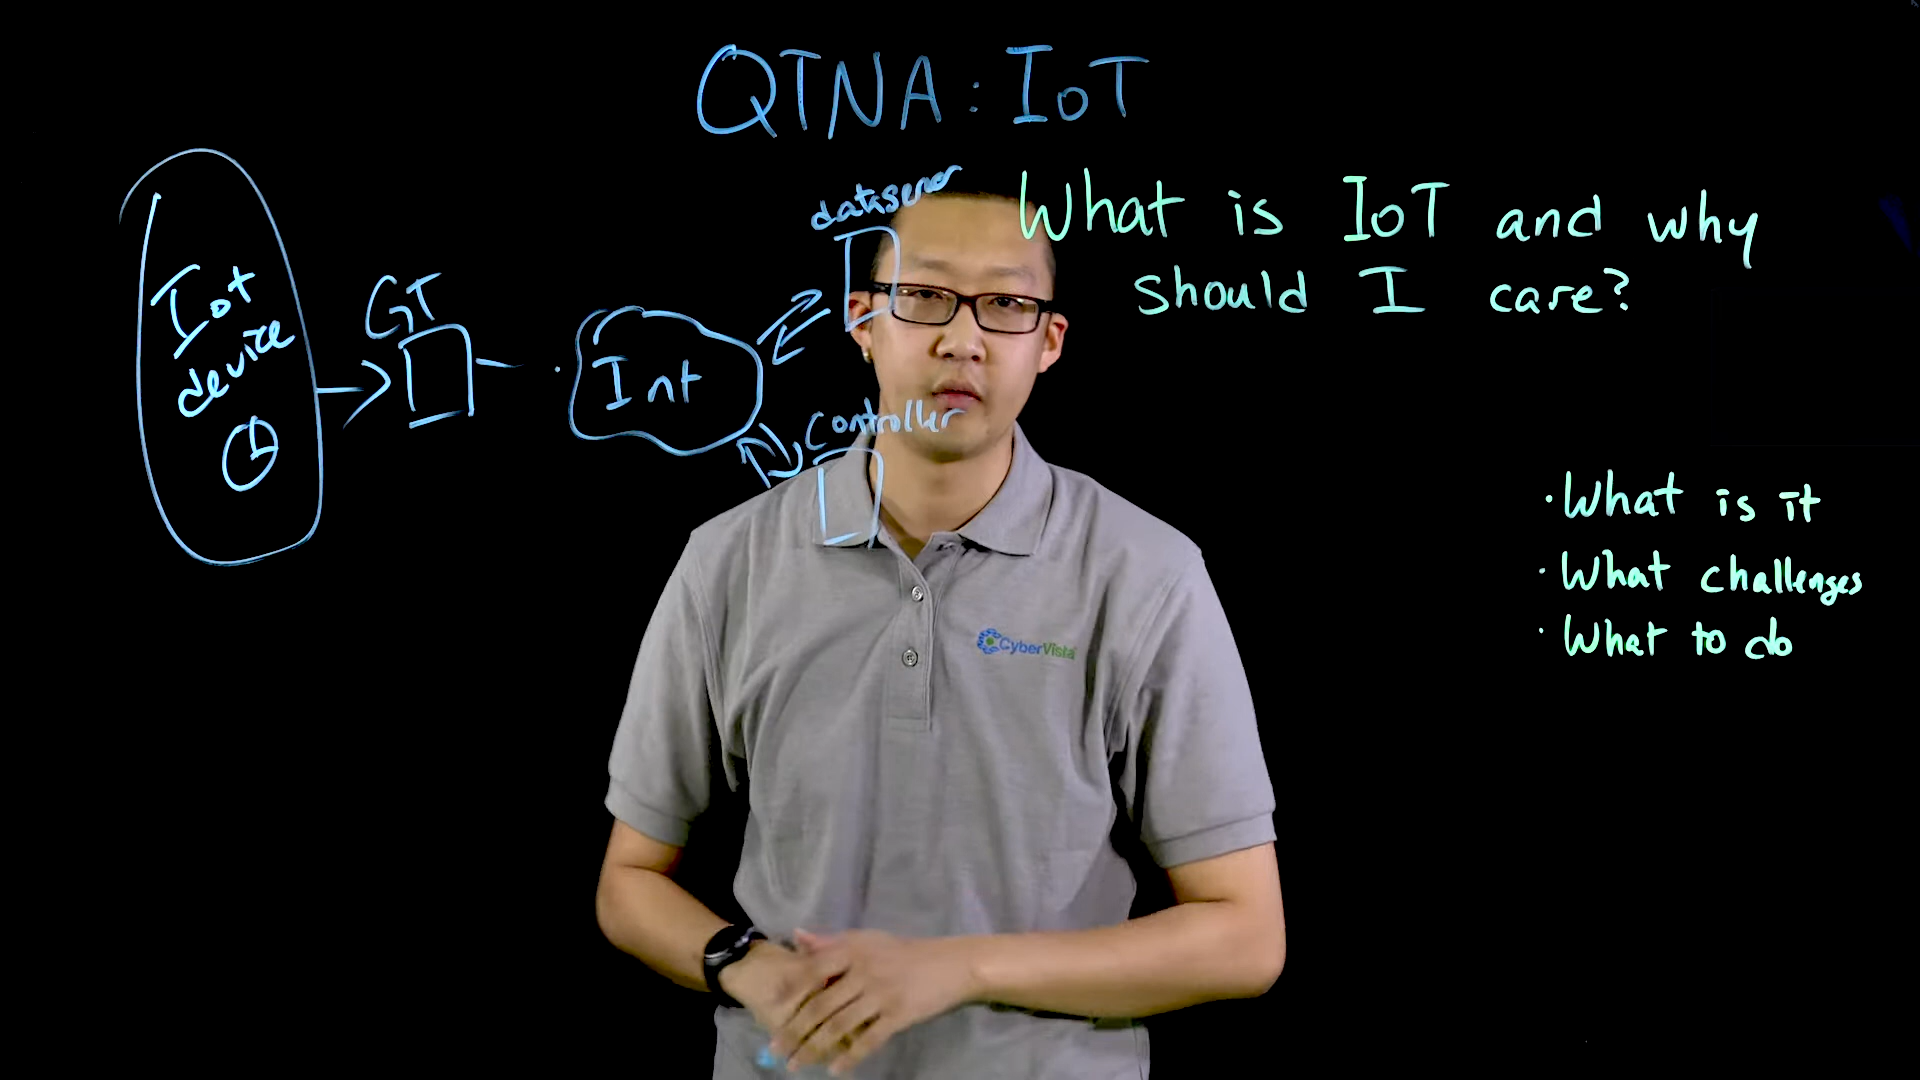 QTNA: IoT
What is IoT and why
should I care?
dataserver
Iot
device
GT
Int
Controller
· What is it
· What challenges
· What to do
CyberVista